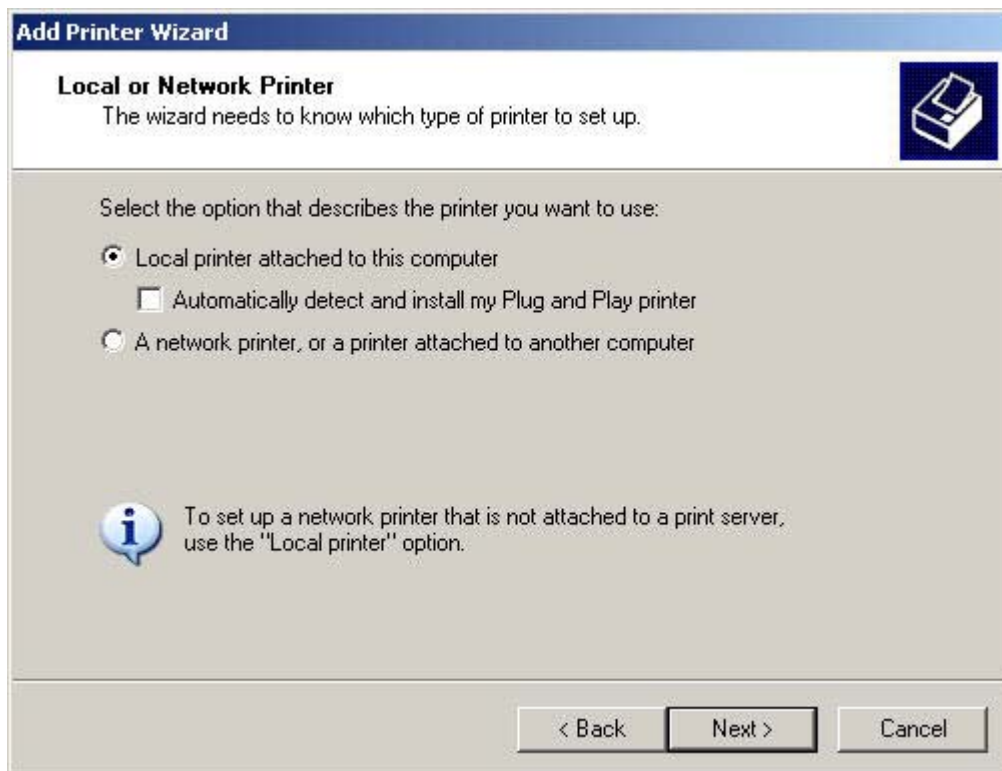 Add Printer Wizard
Local or Network Printer
The wizard needs to know which type of printer to set up.
Select the option that describes the printer you want to use:
Local printer attached to this computer
Automatically detect and install my Plug and Play printer
A network printer, or a printer attached to another computer
To set up a network printer that is not attached to a print server,
use the "Local printer" option.
< Back
Next >
Cancel